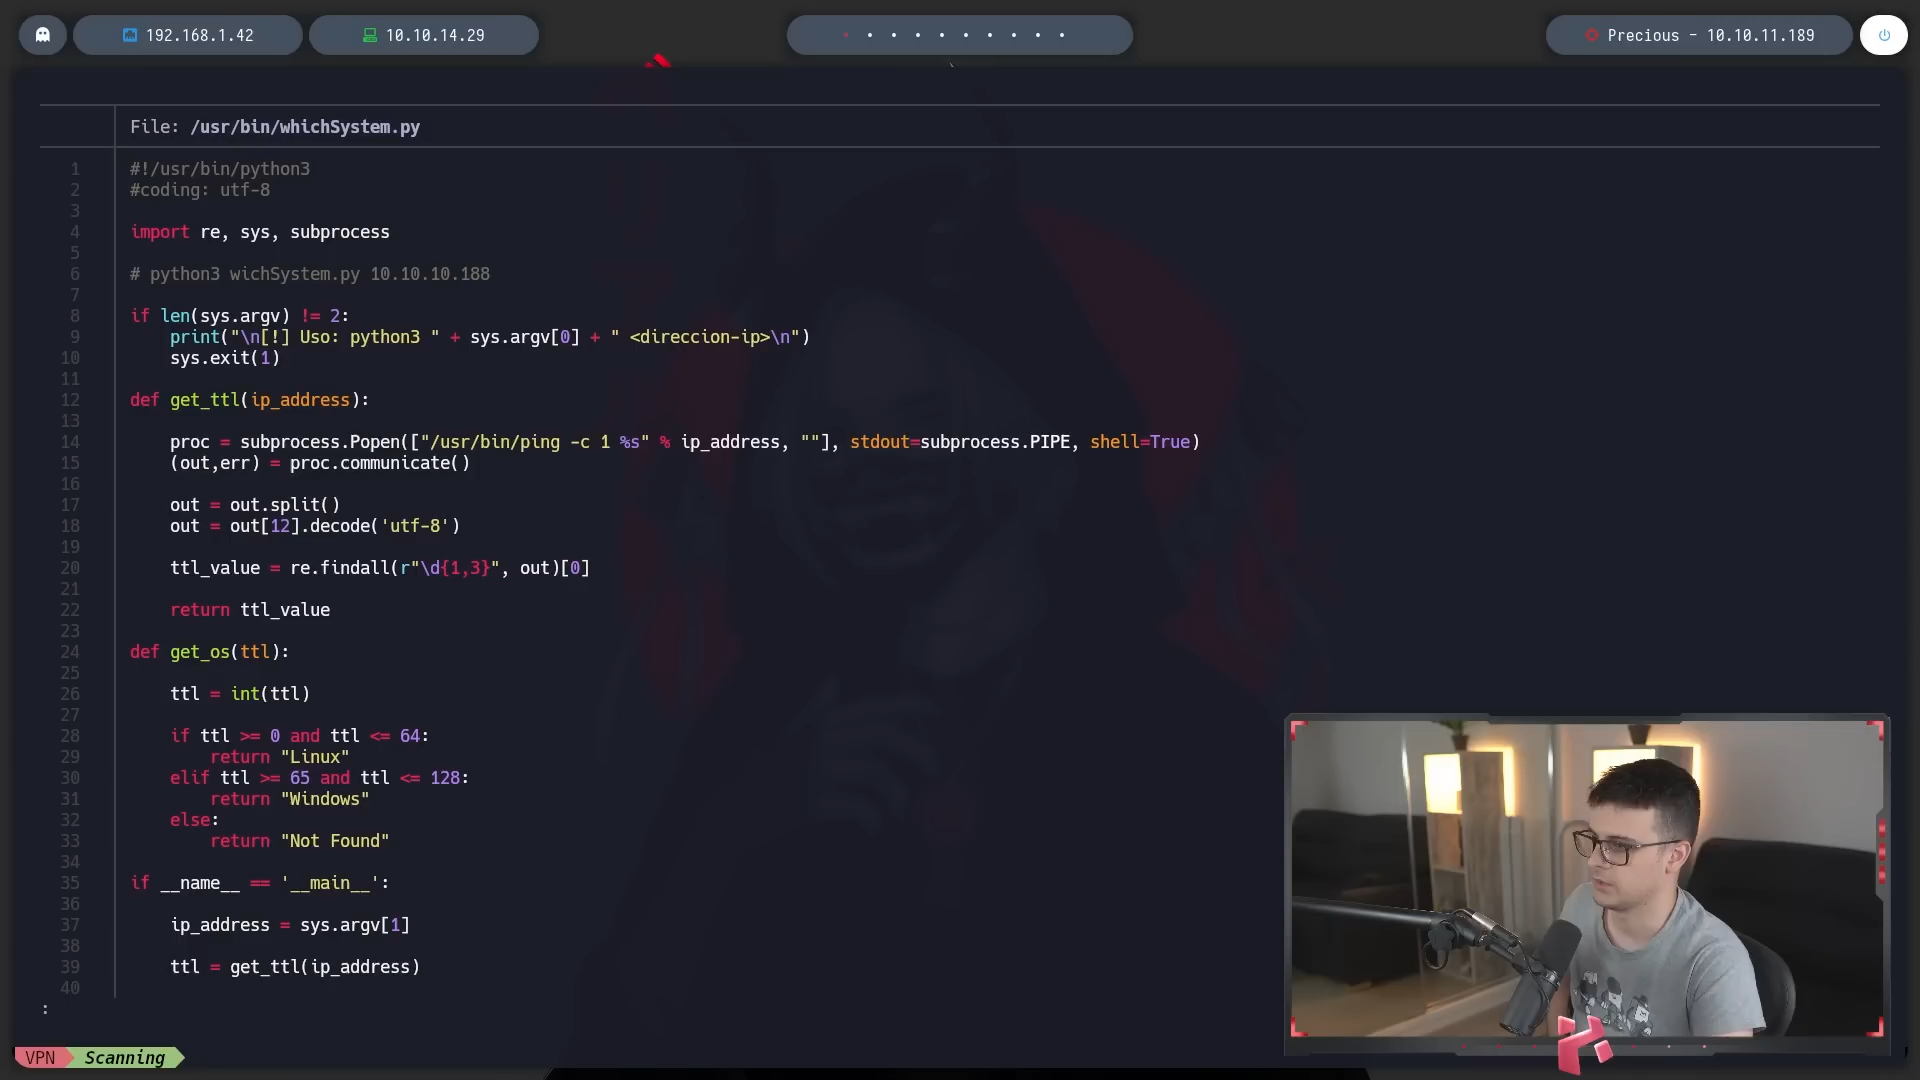 192.168.1.42
10.10.14.29
Precious - 10.10.11.189
File: /usr/bin/whichSystem.py
1 #!/usr/bin/python3
2 #coding: utf-8
3
4 import re, sys, subprocess
5
6 # python3 wichSystem.py 10.10.10.188
7
8 if len(sys.argv) != 2:
9     print("\n[!] Uso: python3 " + sys.argv[0] + " <direccion-ip>\n")
10     sys.exit(1)
11
12 def get_ttl(ip_address):
13
14     proc = subprocess.Popen(["/usr/bin/ping -c 1 %s" % ip_address, ""], stdout=subprocess.PIPE, shell=True)
15     (out,err) = proc.communicate()
16
17     out = out.split()
18     out = out[12].decode('utf-8')
19
20     ttl_value = re.findall(r"\d{1,3}", out)[0]
21
22     return ttl_value
23
24 def get_os(ttl):
25
26     ttl = int(ttl)
27
28     if ttl >= 0 and ttl <= 64:
29         return "Linux"
30     elif ttl >= 65 and ttl <= 128:
31         return "Windows"
32     else:
33         return "Not Found"
34
35 if __name__ == '__main__':
36
37     ip_address = sys.argv[1]
38
39     ttl = get_ttl(ip_address)
40
:
VPN Scanning